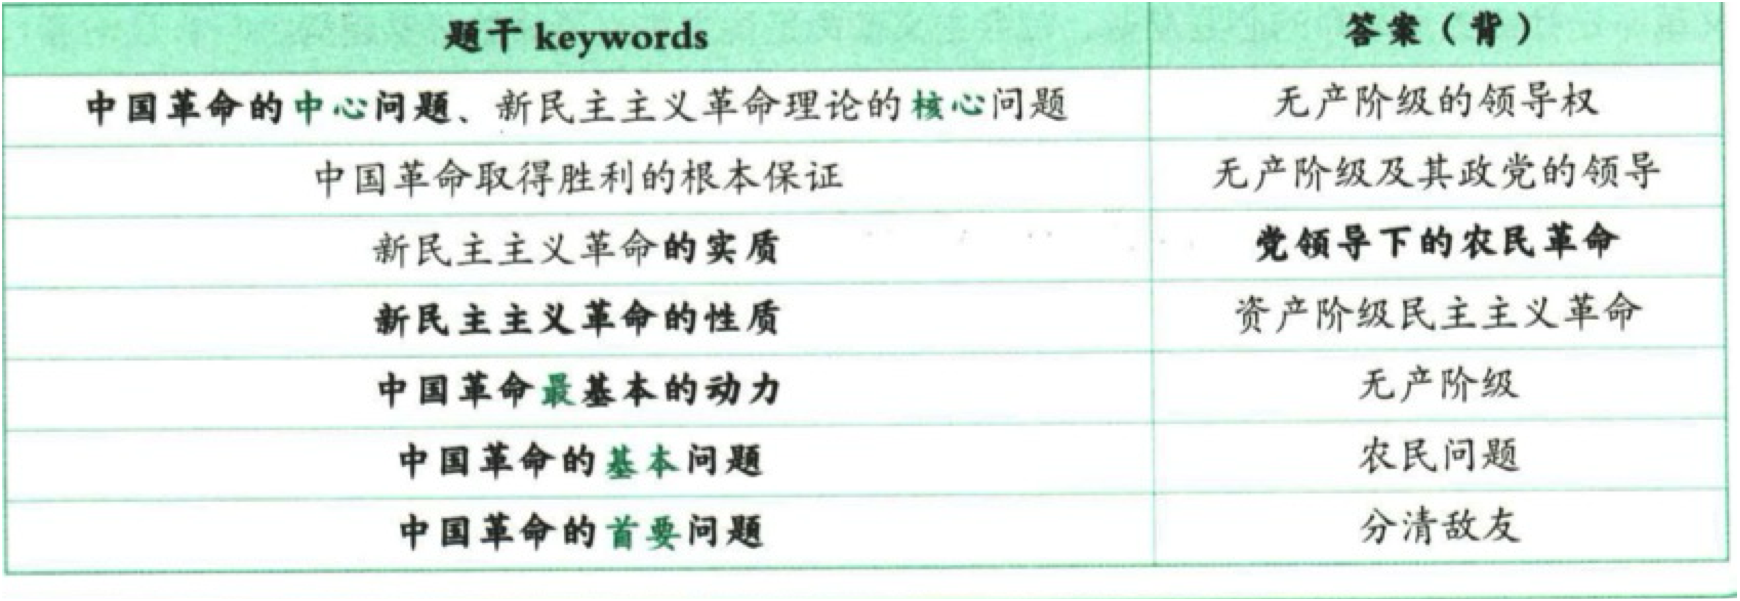 题干 keywords 答案（背）
中国革命的中心问题、新民主主义革命理论的核心问题 无产阶级的领导权
中国革命取得胜利的根本保证 无产阶级及其政党的领导
新民主主义革命的实质 党领导下的农民革命
新民主主义革命的性质 资产阶级民主主义革命
中国革命最基本的动力 无产阶级
中国革命的基本问题 农民问题
中国革命的首要问题 分清敌友